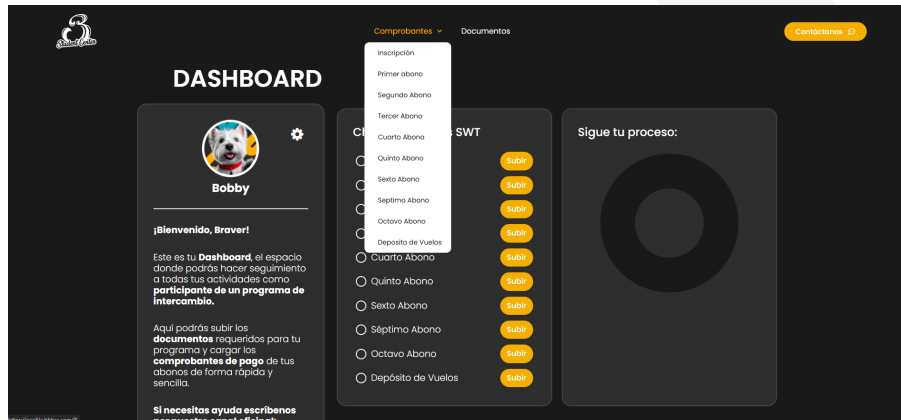 3
Student Center
Comprobantes
Documentos
Contáctanos
Inscripción
Primer abono
Segundo Abono
Tercer Abono
Cuarto Abono
Quinto Abono
Sexto Abono
Septimo Abono
Octavo Abono
Deposito de Vuelos
DASHBOARD
Bobby
¡Bienvenido, Braver!
Este es tu Dashboard, el espacio
donde podrás hacer seguimiento
a todas tus actividades como
participante de un programa de
intercambio.
Aquí podrás subir los
documentos requeridos para tu
programa y cargar los
comprobantes de pago de tus
abonos de forma rápida y
sencilla.
Si necesitas ayuda escríbenos
SWT
Subir
Subir
Subir
Subir
Cuarto Abono Subir
Quinto Abono Subir
Sexto Abono Subir
Séptimo Abono Subir
Octavo Abono Subir
Depósito de Vuelos Subir
Sigue tu proceso: